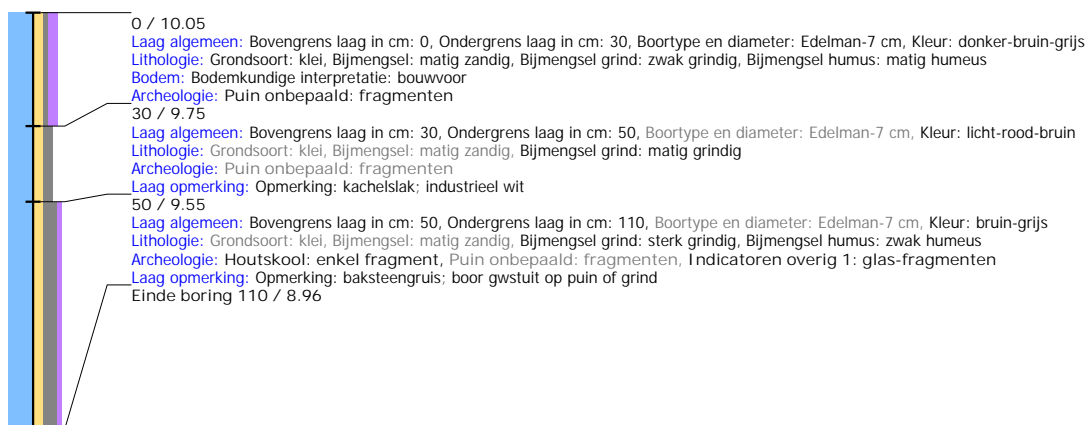 0 / 10.05
Laag algemeen: Bovengrens laag in cm: 0, Ondergrens laag in cm: 30, Boortype en diameter: Edelman-7 cm, Kleur: donker-bruin-grijs
Lithologie: Grondsoort: klei, Bijmengsel: matig zandig, Bijmengsel grind: zwak grindig, Bijmengsel humus: matig humeus
Bodem: Bodemkundige interpretatie: bouwvoor
Archeologie: Puin onbepaald: fragmenten
30 / 9.75
Laag algemeen: Bovengrens laag in cm: 30, Ondergrens laag in cm: 50, Boortype en diameter: Edelman-7 cm, Kleur: licht-rood-bruin
Lithologie: Grondsoort: klei, Bijmengsel: matig zandig, Bijmengsel grind: matig grindig
Archeologie: Puin onbepaald: fragmenten
Laag opmerking: Opmerking: kachelslak; industrieel wit
50 / 9.55
Laag algemeen: Bovengrens laag in cm: 50, Ondergrens laag in cm: 110, Boortype en diameter: Edelman-7 cm, Kleur: bruin-grijs
Lithologie: Grondsoort: klei, Bijmengsel: matig zandig, Bijmengsel grind: sterk grindig, Bijmengsel humus: zwak humeus
Archeologie: Houtskool: enkel fragment, Puin onbepaald: fragmenten, Indicatoren overig 1: glas-fragmenten
Laag opmerking: Opmerking: baksteengruis; boor gwstuit op puin of grind
Einde boring 110 / 8.96